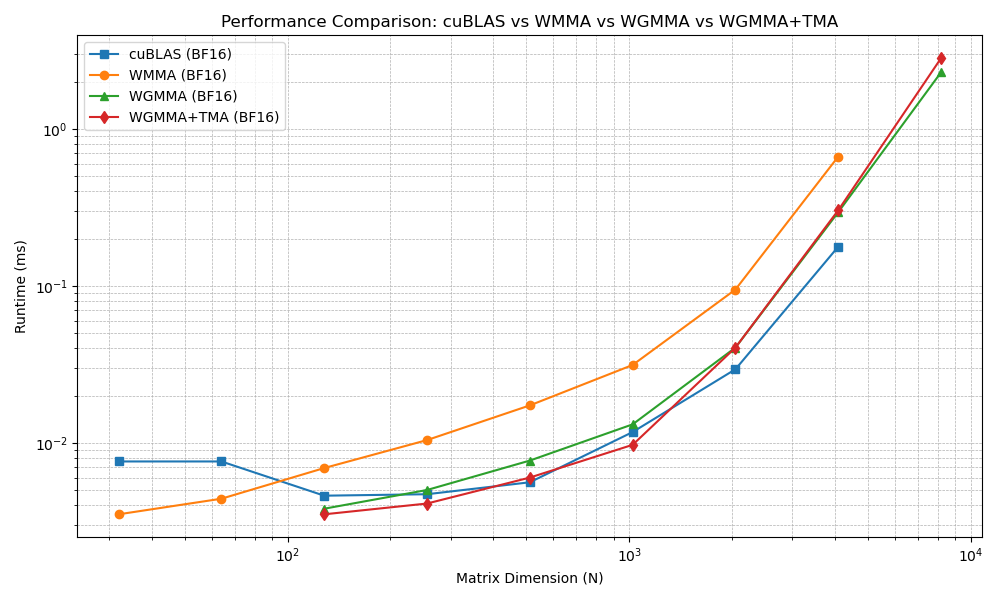 Performance Comparison: cuBLAS vs WMMA vs WGMMA vs WGMMA+TMA
cuBLAS (BF16)
WMMA (BF16)
WGMMA (BF16)
WGMMA+TMA (BF16)
Runtime (ms)
10⁰
10⁻¹
10⁻²
10² 10³ 10⁴
Matrix Dimension (N)